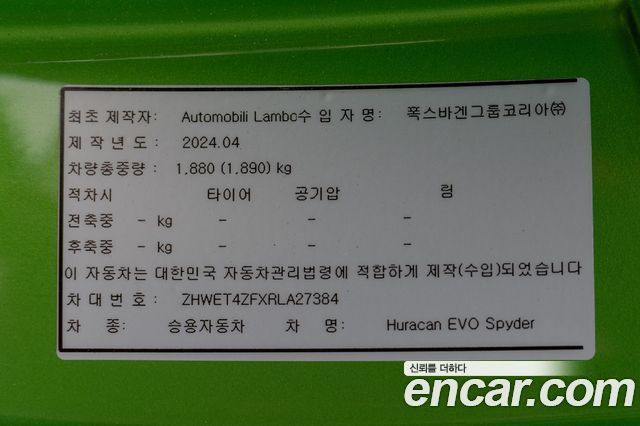 최초 제작자: Automobili Lambo수 입 자 명: 폭스바겐그룹코리아㈜
제 작 년 도 : 2024.04
차량총중량 : 1,880 (1,890) kg
적차시 타이어 공기압 림
전축중 - kg - - -
후축중 - kg - - -
이 자동차는 대한민국 자동차관리법령에 적합하게 제작(수입)되었습니다
차 대 번 호 : ZHWET4ZFXRLA27384
차 종: 승용자동차 차 명: Huracan EVO Spyder
신뢰를 더하다
encar.com